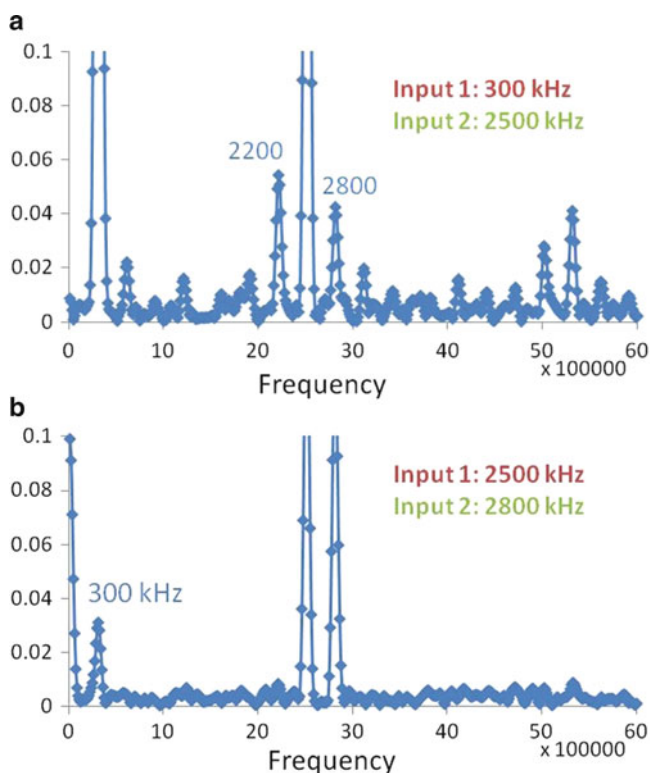 a
0.1
Input 1: 300 kHz
0.08
Input 2: 2500 kHz
0.06
2200
2800
0.04
0.02
0
0 10 20 30 40 50 60
Frequency
x 100000
b
0.1
Input 1: 2500 kHz
0.08
Input 2: 2800 kHz
0.06
300 kHz
0.04
0.02
0
0 10 20 30 40 50 60
Frequency
x 100000